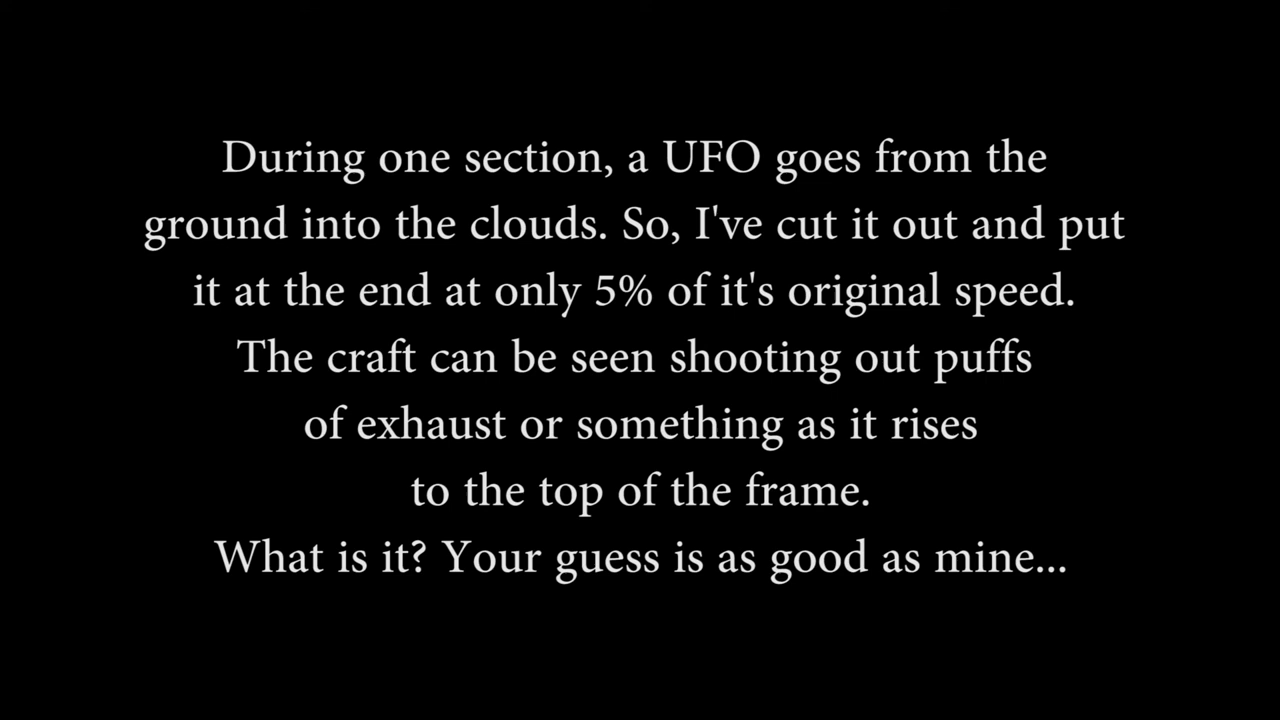 During one section, a UFO goes from the
ground into the clouds. So, I've cut it out and put
it at the end at only 5% of it's original speed.
The craft can be seen shooting out puffs
of exhaust or something as it rises
to the top of the frame.
What is it? Your guess is as good as mine...